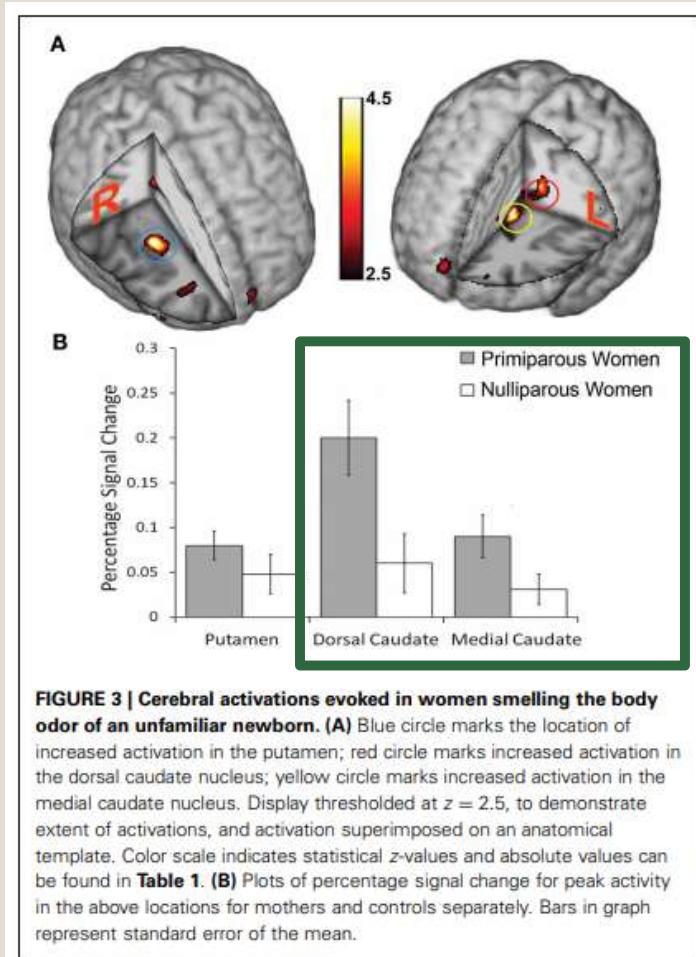 A
R
4.5
2.5
L
B
0.3
0.25
0.2
0.15
0.1
0.05
0
Percentage Signal Change
Primiparous Women
Nulliparous Women
Putamen
Dorsal Caudate
Medial Caudate
FIGURE 3 | Cerebral activations evoked in women smelling the body
odor of an unfamiliar newborn. (A) Blue circle marks the location of
increased activation in the putamen; red circle marks increased activation in
the dorsal caudate nucleus; yellow circle marks increased activation in the
medial caudate nucleus. Display thresholded at z = 2.5, to demonstrate
extent of activations, and activation superimposed on an anatomical
template. Color scale indicates statistical z-values and absolute values can
be found in Table 1. (B) Plots of percentage signal change for peak activity
in the above locations for mothers and controls separately. Bars in graph
represent standard error of the mean.